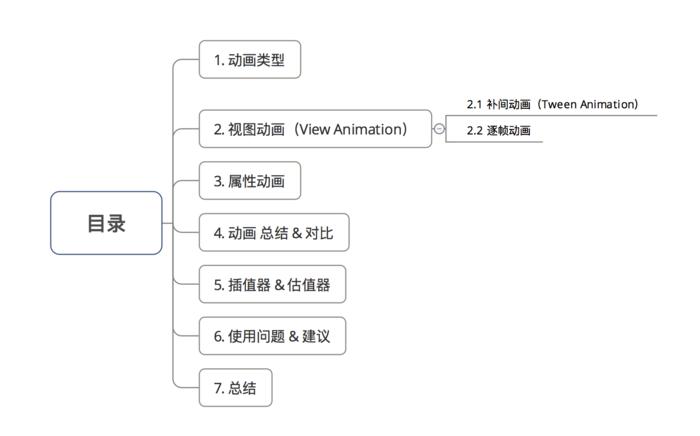 目录
1. 动画类型
2. 视图动画（View Animation）
2.1 补间动画（Tween Animation）
2.2 逐帧动画
3. 属性动画
4. 动画 总结 & 对比
5. 插值器 & 估值器
6. 使用问题 & 建议
7. 总结